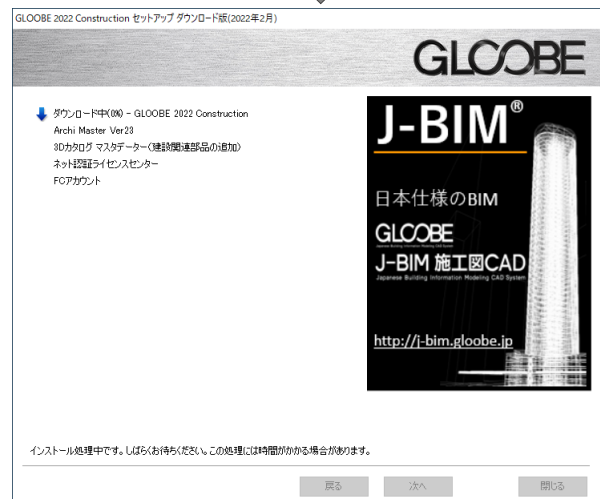 GLOOBE 2022 Construction セットアップ ダウンロード版(2022年2月)
GLOOBE
ダウンロード中(0%) - GLOOBE 2022 Construction
Archi Master Ver23
3Dカタログ マスタデーター(建設関連部品の追加)
ネット認証ライセンスセンター
FCアカウント
J-BIM®
日本仕様のBIM
GLOOBE
Japanese Building Information Modeling CAD System
J-BIM 施工図CAD
Japanese Building Information Modeling CAD System
http://j-bim.gloobe.jp
インストール処理中です。しばらくお待ちください。この処理には時間がかかる場合があります。
戻る
次へ
閉じる